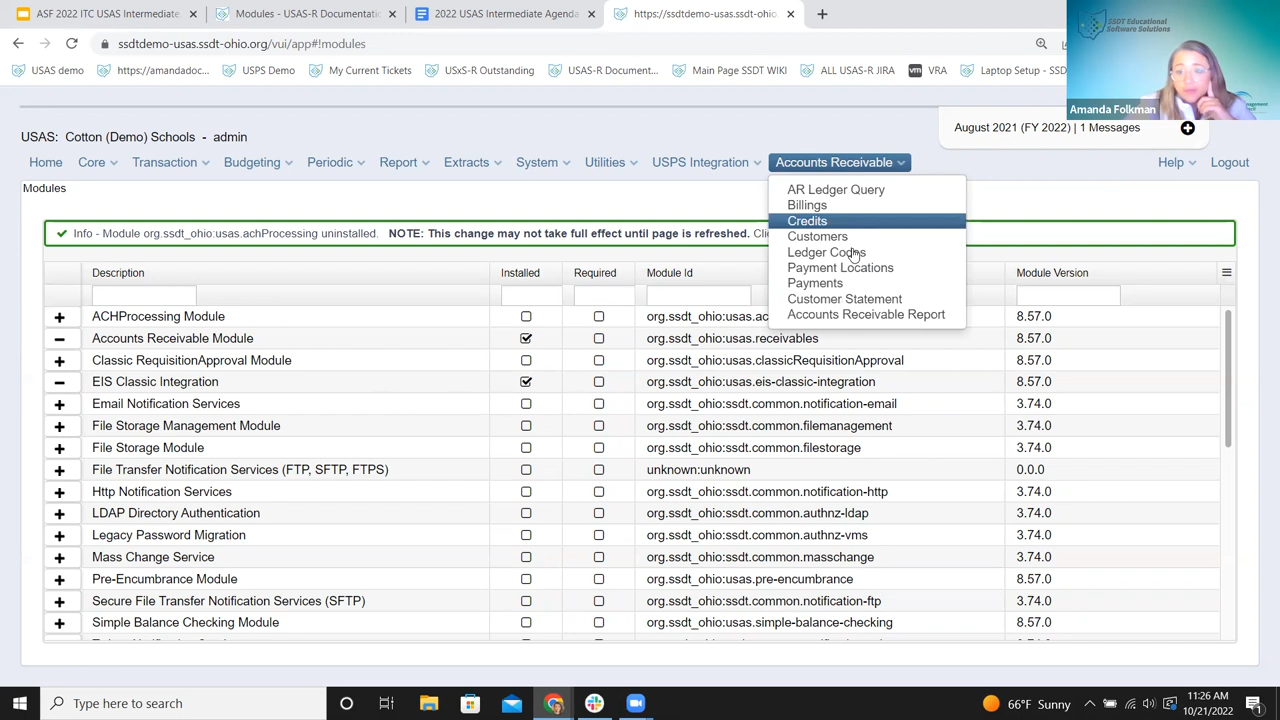 ASF 2022 ITC USAS Intermediate
Modules - USAS-R Documentatio
2022 USAS Intermediate Agenda
https://ssdtdemo-usas.ssdt-ohio.
SSDT Educational
Software Solutions
Amanda Folkman
ssdtdemo-usas.ssdt-ohio.org/vui/app#!modules
USAS demo
https://amandadoc...
USPS Demo
My Current Tickets
USxS-R Outstanding
USAS-R Document...
Main Page SSDT WIKI
ALL USAS-R JIRA
vm VRA
Laptop Setup - SSD
USAS: Cotton (Demo) Schools - admin
August 2021 (FY 2022) | 1 Messages
Home Core Transaction Budgeting Periodic Report Extracts System Utilities USPS Integration Accounts Receivable Help Logout
Modules
AR Ledger Query
Billings
Credits
Customers
Ledger Codes
Payment Locations
Payments
Customer Statement
Accounts Receivable Report
Info - Module org.ssdt_ohio:usas.achProcessing uninstalled. NOTE: This change may not take full effect until page is refreshed. Cli
Description Installed Required Module Id Module Version
ACHProcessing Module org.ssdt_ohio:usas.ac 8.57.0
Accounts Receivable Module org.ssdt_ohio:usas.receivables 8.57.0
Classic RequisitionApproval Module org.ssdt_ohio:usas.classicRequisitionApproval 8.57.0
EIS Classic Integration org.ssdt_ohio:usas.eis-classic-integration 8.57.0
Email Notification Services org.ssdt_ohio:ssdt.common.notification-email 3.74.0
File Storage Management Module org.ssdt_ohio:ssdt.common.filemanagement 3.74.0
File Storage Module org.ssdt_ohio:ssdt.common.filestorage 3.74.0
File Transfer Notification Services (FTP, SFTP, FTPS) unknown:unknown 0.0.0
Http Notification Services org.ssdt_ohio:ssdt.common.notification-http 3.74.0
LDAP Directory Authentication org.ssdt_ohio:ssdt.common.authnz-ldap 3.74.0
Legacy Password Migration org.ssdt_ohio:ssdt.common.authnz-vms 3.74.0
Mass Change Service org.ssdt_ohio:ssdt.common.masschange 3.74.0
Pre-Encumbrance Module org.ssdt_ohio:usas.pre-encumbrance 8.57.0
Secure File Transfer Notification Services (SFTP) org.ssdt_ohio:ssdt.common.notification-ftp 3.74.0
Simple Balance Checking Module org.ssdt_ohio:usas.simple-balance-checking 8.57.0
Type here to search
66°F Sunny
11:26 AM
10/21/2022
1